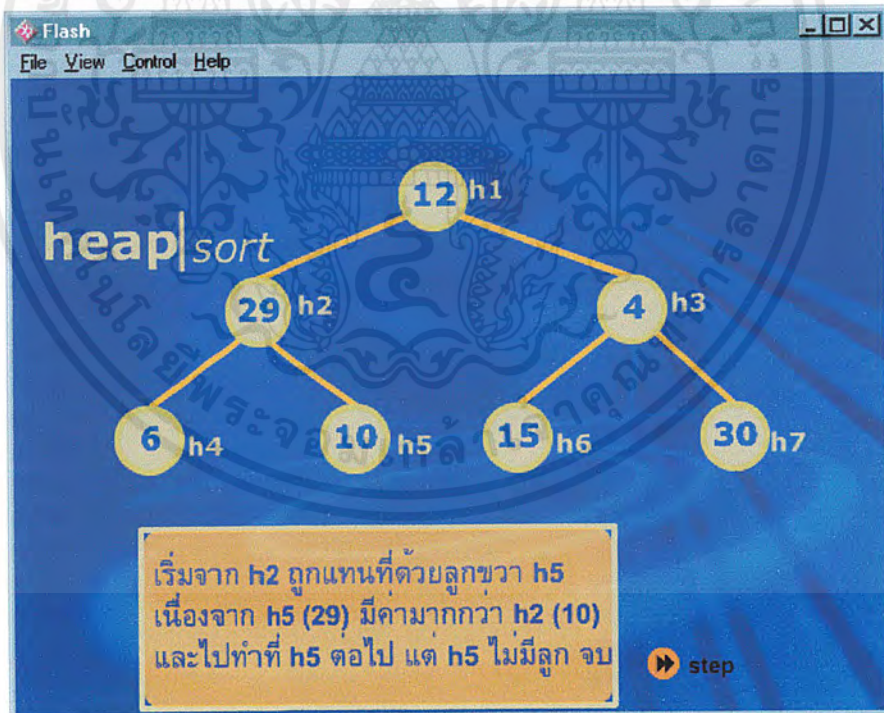 Flash
File View Control Help
heap|sort
12 h1
29 h2
4 h3
6 h4
10 h5
15 h6
30 h7
เริ่มจาก h2 ถูกแทนที่ด้วยลูกขวา h5
เนื่องจาก h5 (29) มีค่ามากกว่า h2 (10)
และไปทำที่ h5 ต่อไป แต่ h5 ไม่มีลูก จบ
step